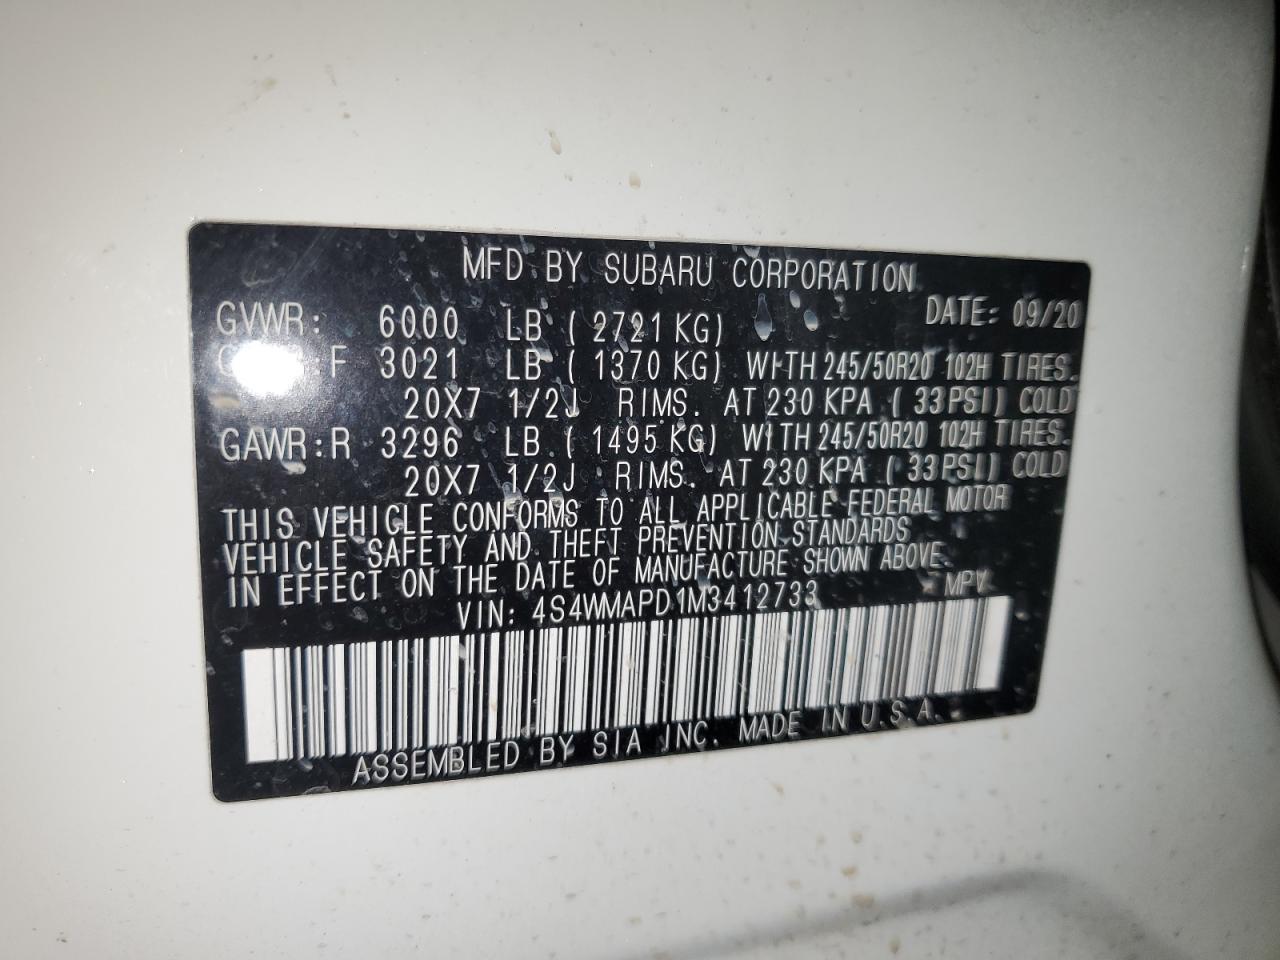 MFD BY SUBARU CORPORATION
GVWR: 6000 LB ( 2721 KG) DATE: 09/20
F 3021 LB ( 1370 KG) WITH 245/50R20 102H TIRES.
20X7 1/2J RIMS. AT 230 KPA ( 33PSI) COLD
GAWR:R 3296 LB ( 1495 KG) WITH 245/50R20 102H TIRES.
20X7 1/2J RIMS. AT 230 KPA ( 33PSI) COLD
THIS VEHICLE CONFORMS TO ALL APPLICABLE FEDERAL MOTOR
VEHICLE SAFETY AND THEFT PREVENTION STANDARDS
IN EFFECT ON THE DATE OF MANUFACTURE SHOWN ABOVE.
VIN: 4S4WMAPD1M3412733 MPV
ASSEMBLED BY SIA INC. MADE IN U.S.A.